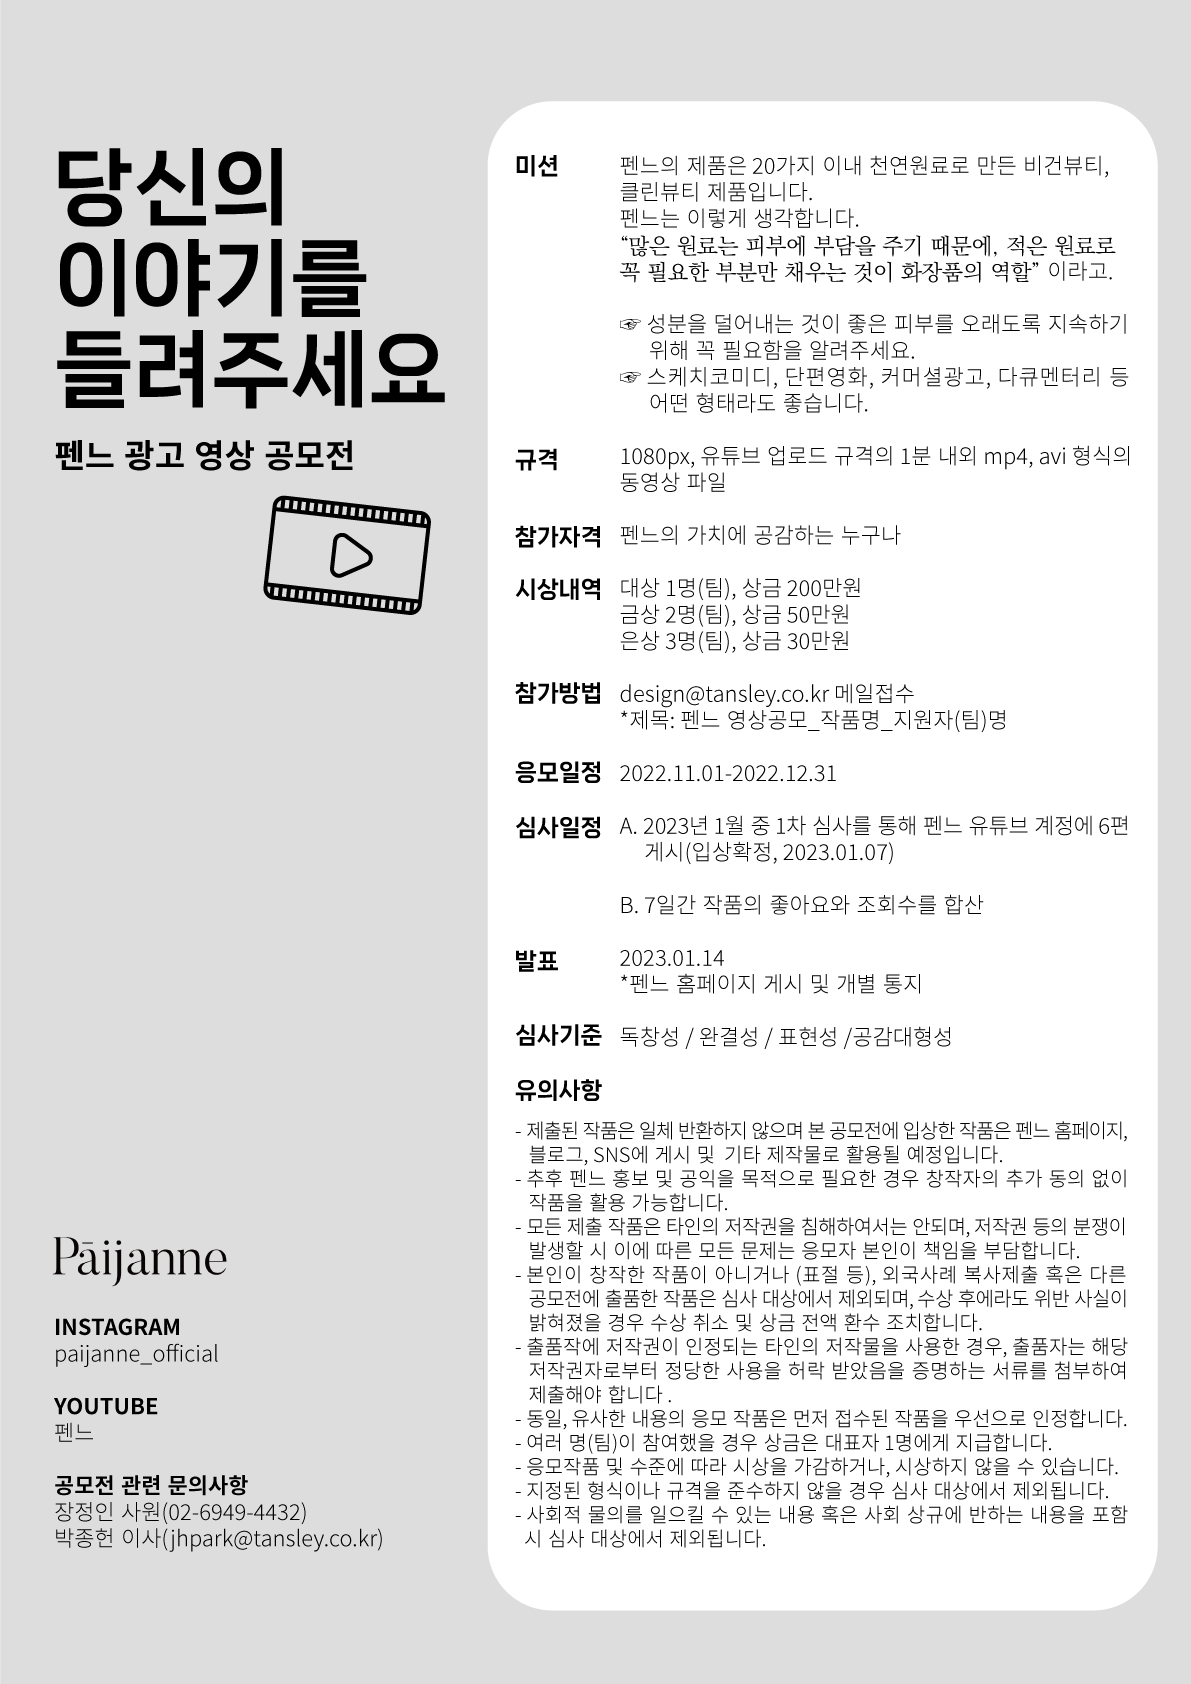 당신의
이야기를
들려주세요
펜느 광고 영상 공모전
미션
펜느의 제품은 20가지 이내 천연원료로 만든 비건뷰티,
클린뷰티 제품입니다.
펜느는 이렇게 생각합니다.
“많은 원료는 피부에 부담을 주기 때문에, 적은 원료로
꼭 필요한 부분만 채우는 것이 화장품의 역할” 이라고.
☞ 성분을 덜어내는 것이 좋은 피부를 오래도록 지속하기
위해 꼭 필요함을 알려주세요.
☞ 스케치코미디, 단편영화, 커머셜광고, 다큐멘터리 등
어떤 형태라도 좋습니다.
규격
1080px, 유튜브 업로드 규격의 1분 내외 mp4, avi 형식의
동영상 파일
참가자격 펜느의 가치에 공감하는 누구나
시상내역 대상 1명(팀), 상금 200만원
금상 2명(팀), 상금 50만원
은상 3명(팀), 상금 30만원
참가방법 design@tansley.co.kr 메일접수
*제목: 펜느 영상공모_작품명_지원자(팀)명
응모일정 2022.11.01-2022.12.31
심사일정 A. 2023년 1월 중 1차 심사를 통해 펜느 유튜브 계정에 6편
게시(입상확정, 2023.01.07)
B. 7일간 작품의 좋아요와 조회수를 합산
발표 2023.01.14
*펜느 홈페이지 게시 및 개별 통지
심사기준 독창성 / 완결성 / 표현성 /공감대형성
유의사항
- 제출된 작품은 일체 반환하지 않으며 본 공모전에 입상한 작품은 펜느 홈페이지,
블로그, SNS에 게시 및 기타 제작물로 활용될 예정입니다.
- 추후 펜느 홍보 및 공익을 목적으로 필요한 경우 창작자의 추가 동의 없이
작품을 활용 가능합니다.
- 모든 제출 작품은 타인의 저작권을 침해하여서는 안되며, 저작권 등의 분쟁이
발생할 시 이에 따른 모든 문제는 응모자 본인이 책임을 부담합니다.
- 본인이 창작한 작품이 아니거나 (표절 등), 외국사례 복사제출 혹은 다른
공모전에 출품한 작품은 심사 대상에서 제외되며, 수상 후에라도 위반 사실이
밝혀졌을 경우 수상 취소 및 상금 전액 환수 조치합니다.
- 출품작에 저작권이 인정되는 타인의 저작물을 사용한 경우, 출품자는 해당
저작권자로부터 정당한 사용을 허락 받았음을 증명하는 서류를 첨부하여
제출해야 합니다 .
- 동일, 유사한 내용의 응모 작품은 먼저 접수된 작품을 우선으로 인정합니다.
- 여러 명(팀)이 참여했을 경우 상금은 대표자 1명에게 지급합니다.
- 응모작품 및 수준에 따라 시상을 가감하거나, 시상하지 않을 수 있습니다.
- 지정된 형식이나 규격을 준수하지 않을 경우 심사 대상에서 제외됩니다.
- 사회적 물의를 일으킬 수 있는 내용 혹은 사회 상규에 반하는 내용을 포함
시 심사 대상에서 제외됩니다.
Pāijanne
INSTAGRAM
paijanne_official
YOUTUBE
펜느
공모전 관련 문의사항
장정인 사원(02-6949-4432)
박종헌 이사(jhpark@tansley.co.kr)